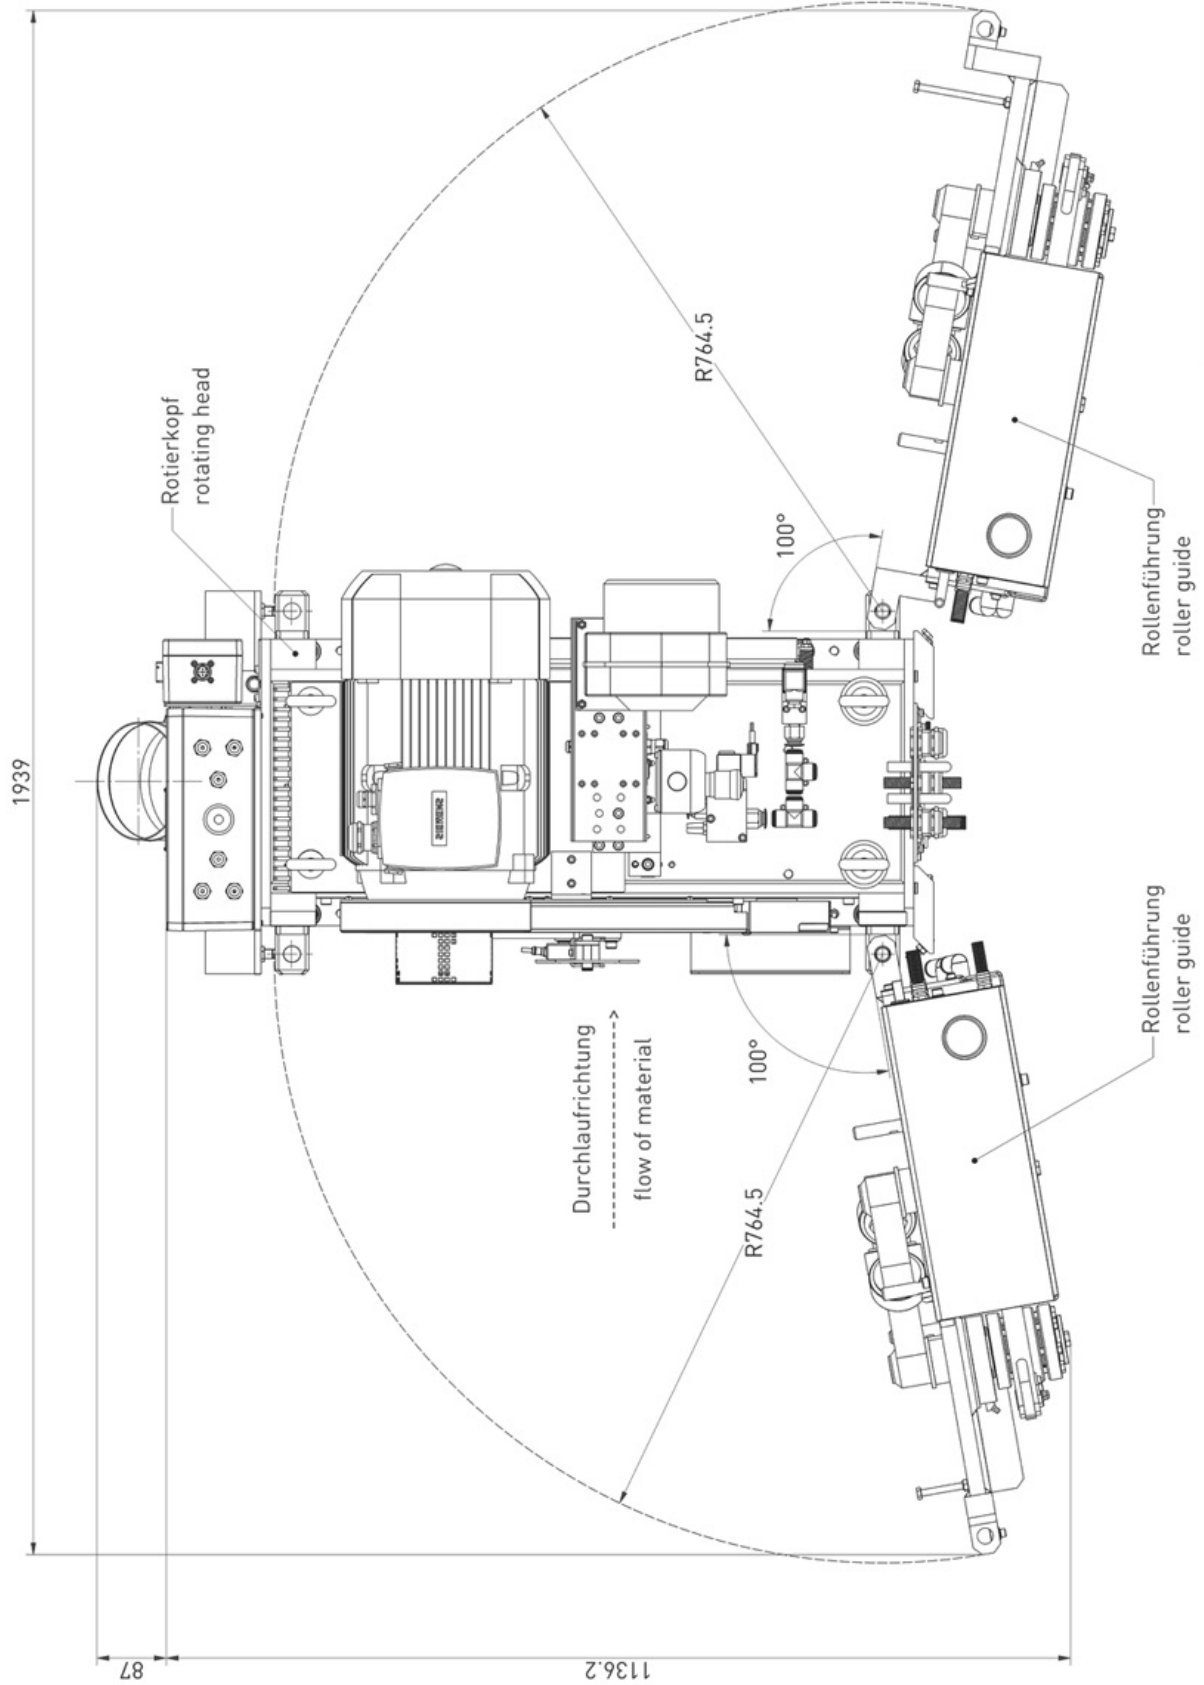 1939
Rotierkopf
rotating head
R764.5
100°
Rollenführung
roller guide
SIEMENS
Durchlaufrichtung
flow of material
100°
R764.5
Rollenführung
roller guide
87
1136.2